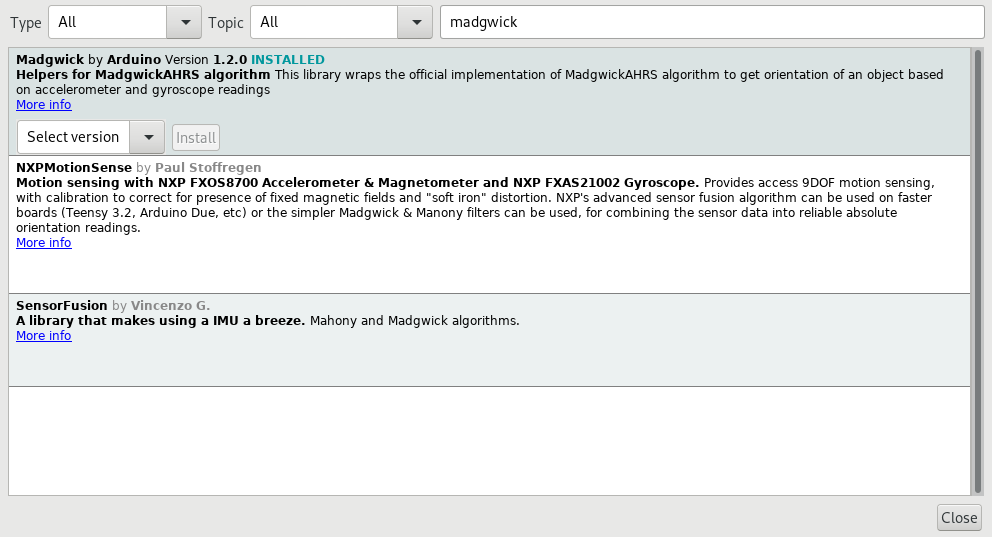 Type All Topic All madgwick
Madgwick by Arduino Version 1.2.0 INSTALLED
Helpers for MadgwickAHRS algorithm This library wraps the official implementation of MadgwickAHRS algorithm to get orientation of an object based
on accelerometer and gyroscope readings
More info
Select version Install
NXPMotionSense by Paul Stoffregen
Motion sensing with NXP FXOS8700 Accelerometer & Magnetometer and NXP FXAS21002 Gyroscope. Provides access 9DOF motion sensing,
with calibration to correct for presence of fixed magnetic fields and "soft iron" distortion. NXP's advanced sensor fusion algorithm can be used on faster
boards (Teensy 3.2, Arduino Due, etc) or the simpler Madgwick & Manony filters can be used, for combining the sensor data into reliable absolute
orientation readings.
More info
SensorFusion by Vincenzo G.
A library that makes using a IMU a breeze. Mahony and Madgwick algorithms.
More info
Close